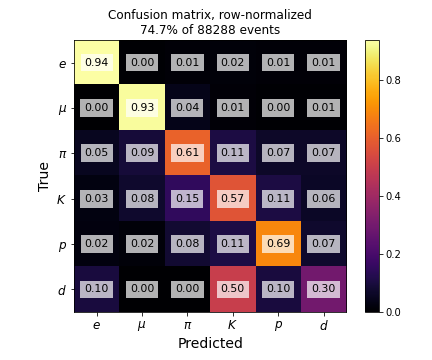 Confusion matrix, row-normalized
74.7% of 88288 events
e 0.94 0.00 0.01 0.02 0.01 0.01
μ 0.00 0.93 0.04 0.01 0.00 0.01
π 0.05 0.09 0.61 0.11 0.07 0.07
K 0.03 0.08 0.15 0.57 0.11 0.06
p 0.02 0.02 0.08 0.11 0.69 0.07
d 0.10 0.00 0.00 0.50 0.10 0.30
e μ π K p d
Predicted
True
0.8
0.6
0.4
0.2
0.0